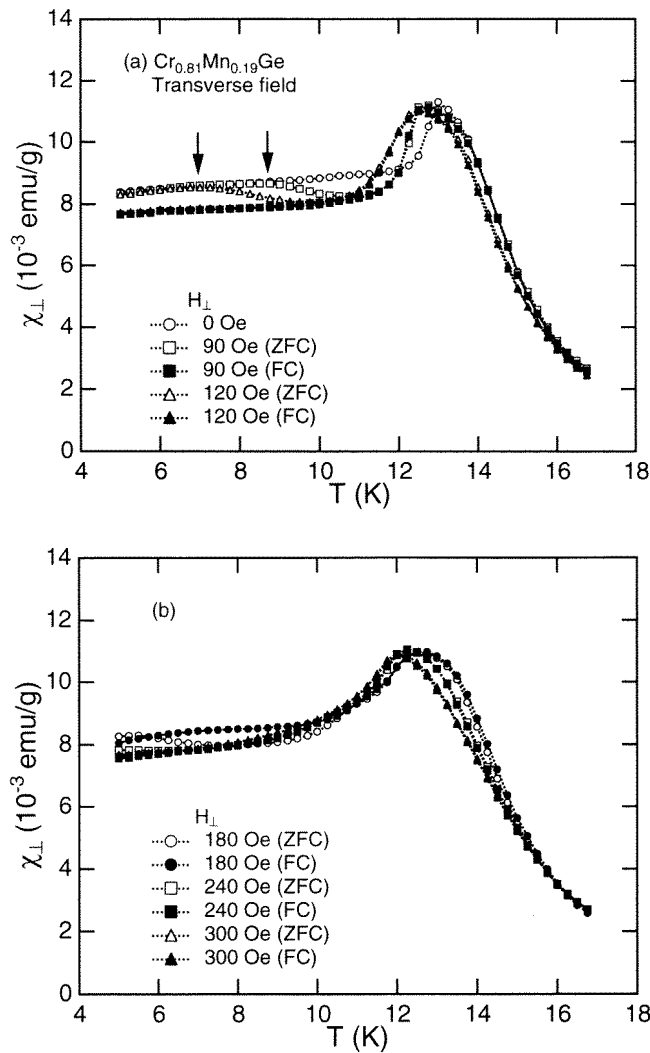 14
12
10
8
6
4
2
0
(a) Cr0.81Mn0.19Ge
Transverse field
χ⊥ (10-3 emu/g)
H⊥
0 Oe
90 Oe (ZFC)
90 Oe (FC)
120 Oe (ZFC)
120 Oe (FC)
4 6 8 10 12 14 16 18
T (K)
14
12
10
8
6
4
2
0
(b)
χ⊥ (10-3 emu/g)
H⊥
180 Oe (ZFC)
180 Oe (FC)
240 Oe (ZFC)
240 Oe (FC)
300 Oe (ZFC)
300 Oe (FC)
4 6 8 10 12 14 16 18
T (K)